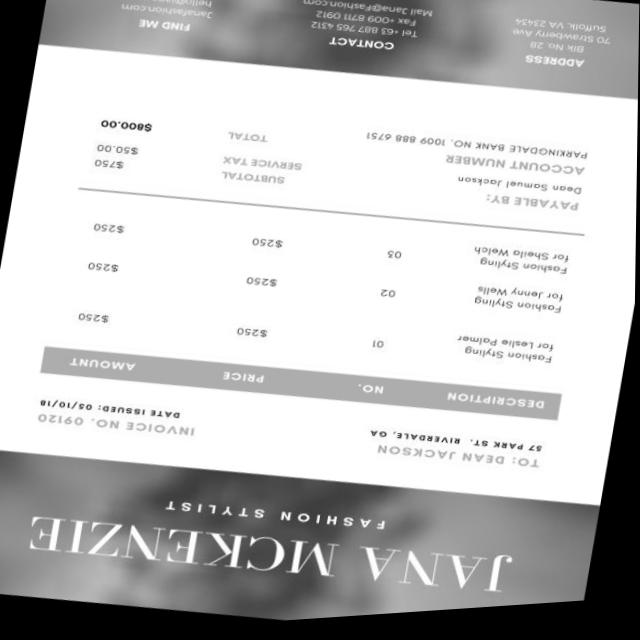 JANA MCKENZIE
FASHION STYLIST
TO: DEAN JACKSON
57 PARK ST. RIVERDALE, GA
INVOICE NO. 09120
DATE ISSUED: 05/10/18
DESCRIPTION NO. PRICE AMOUNT
Fashion Styling
for Leslie Palmer
01 $250 $250
Fashion Styling
for Jenny Wells
02 $250 $250
Fashion Styling
for Sheila Welch
03 $250 $250
PAYABLE BY:
Dean Samuel Jackson
ACCOUNT NUMBER
PARKINGDALE BANK NO. 1009 888 6751
SUBTOTAL $750
SERVICE TAX $50.00
TOTAL $800.00
ADDRESS
Blk No. 28
70 Strawberry Ave
Suffolk, VA 23434
CONTACT
Tel +63 887 765 4312
Fax +009 8711 0912
Mail Jana@Fashion.com
FIND ME
Janafashion.com